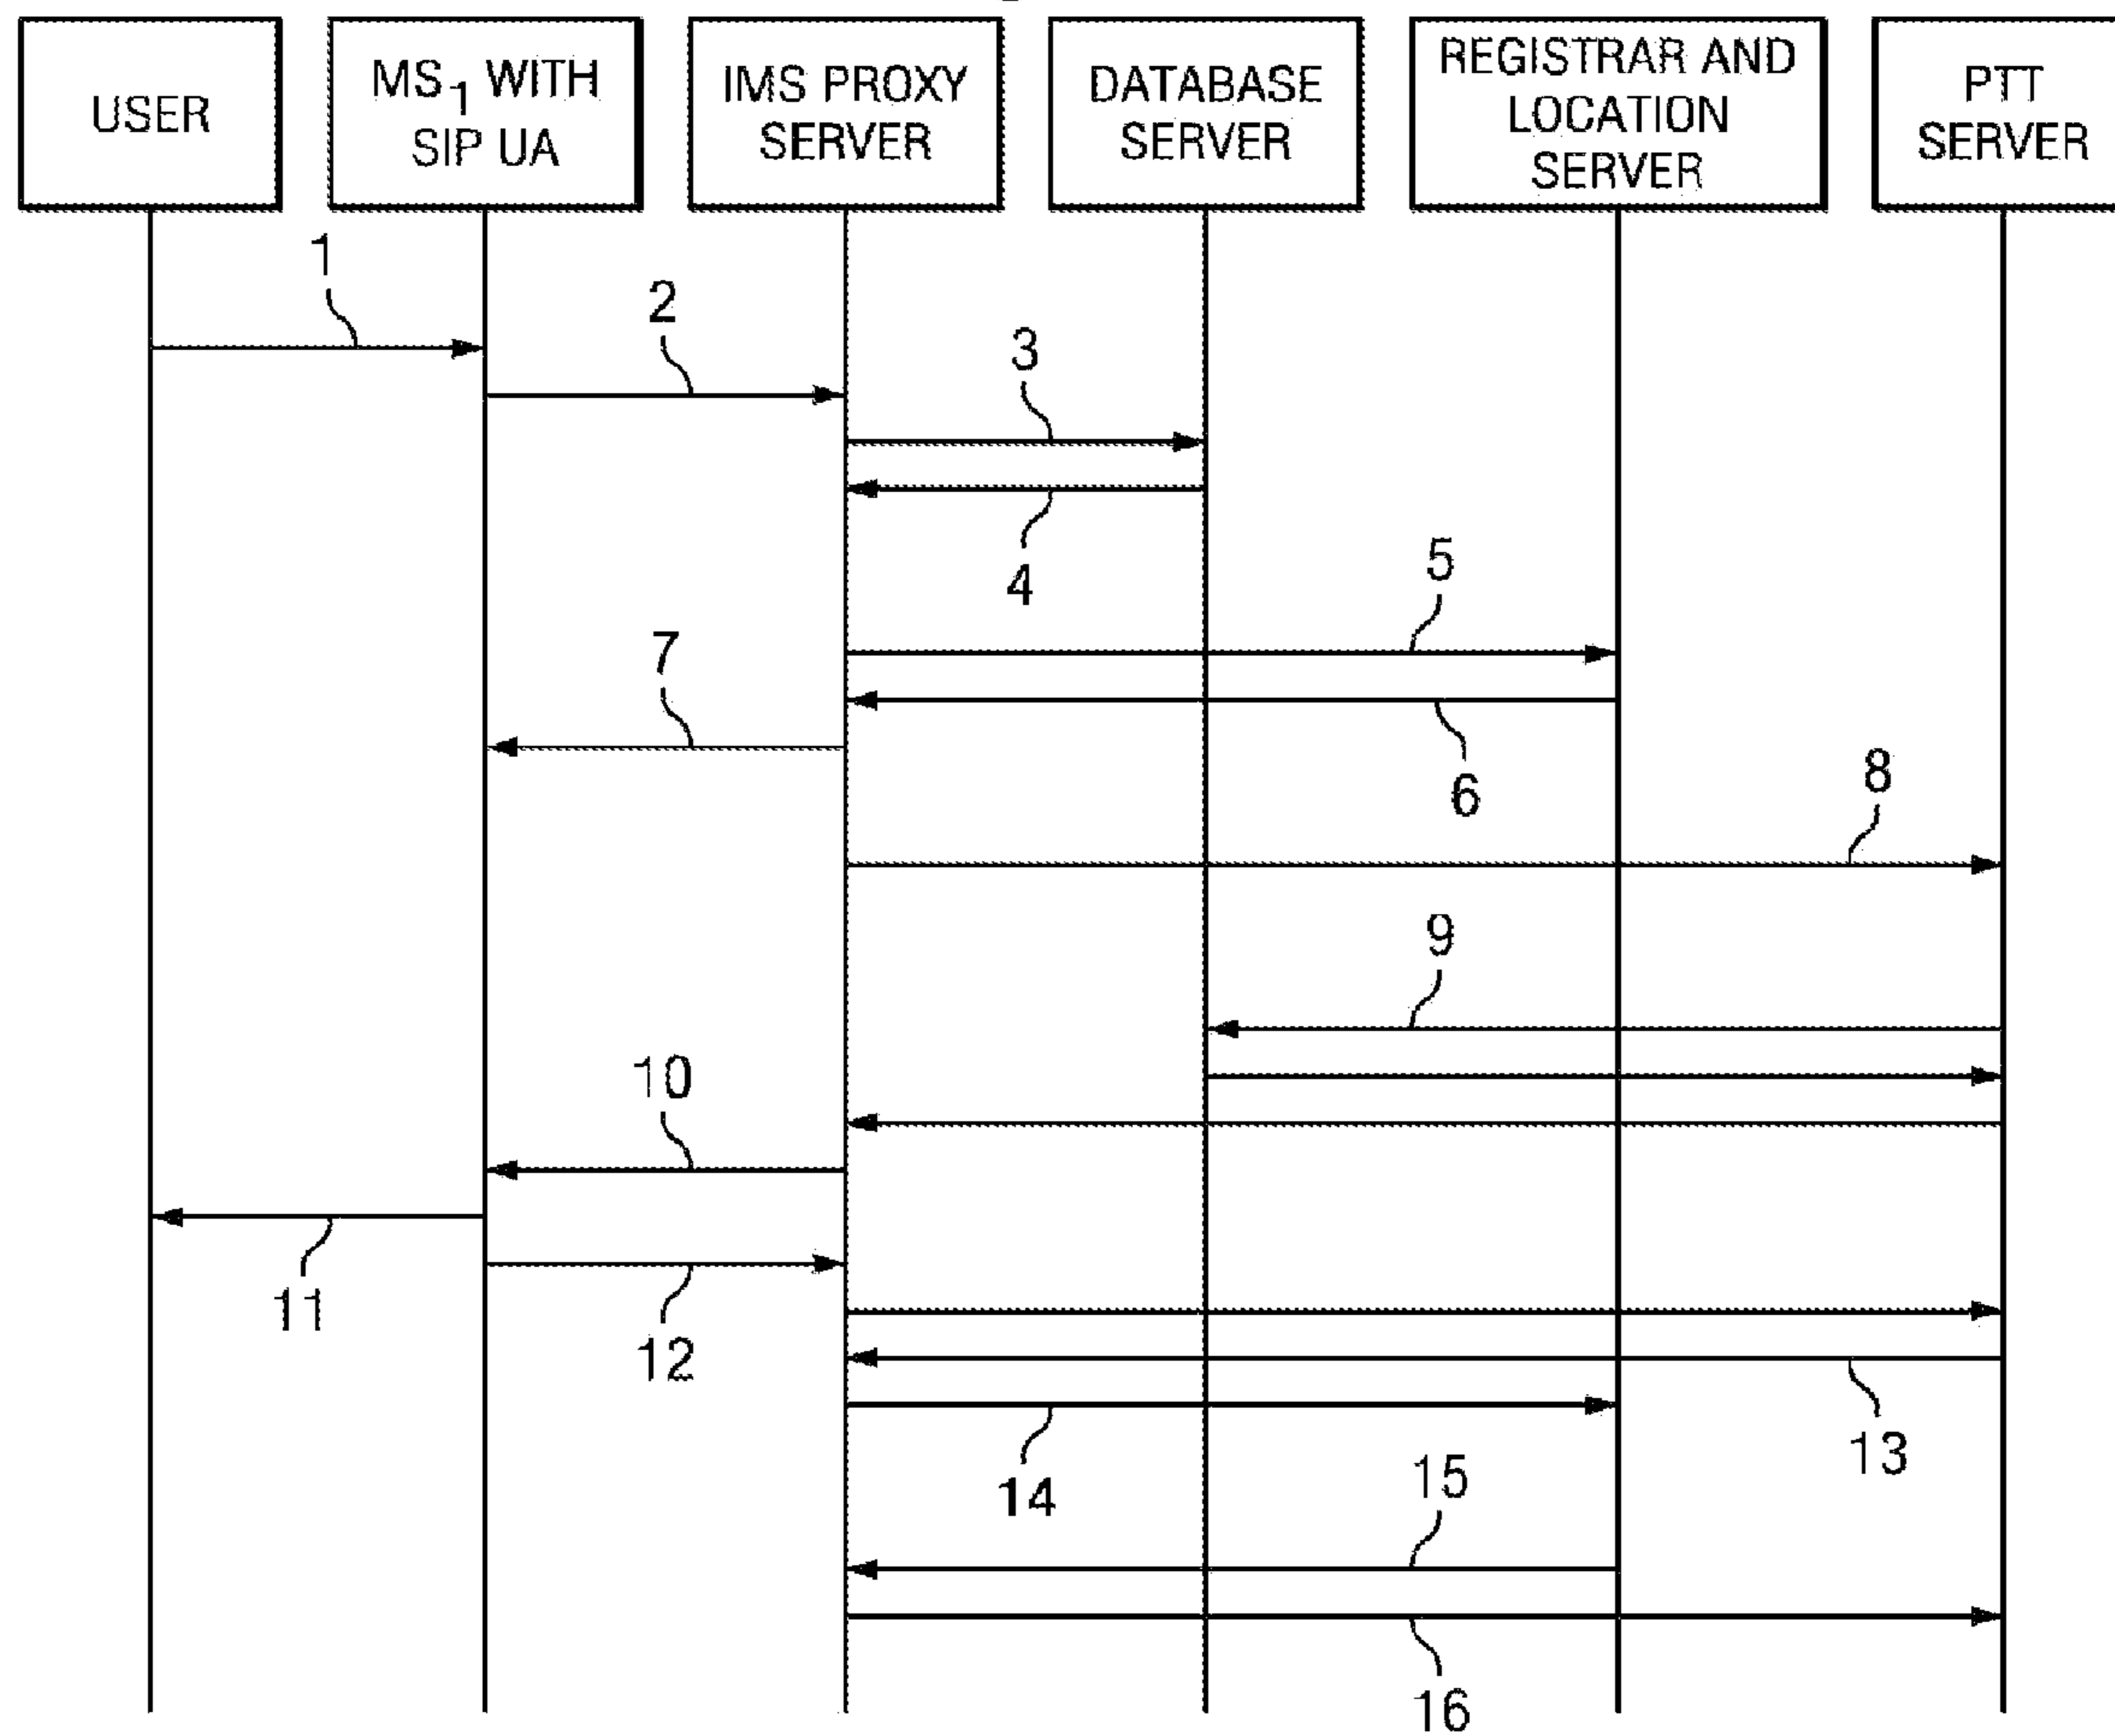 USER
MS1 WITH
SIP UA
IMS PROXY
SERVER
DATABASE
SERVER
REGISTRAR AND
LOCATION
SERVER
PTT
SERVER
1
2
3
4
5
7
6
8
9
10
11
12
13
14
15
16